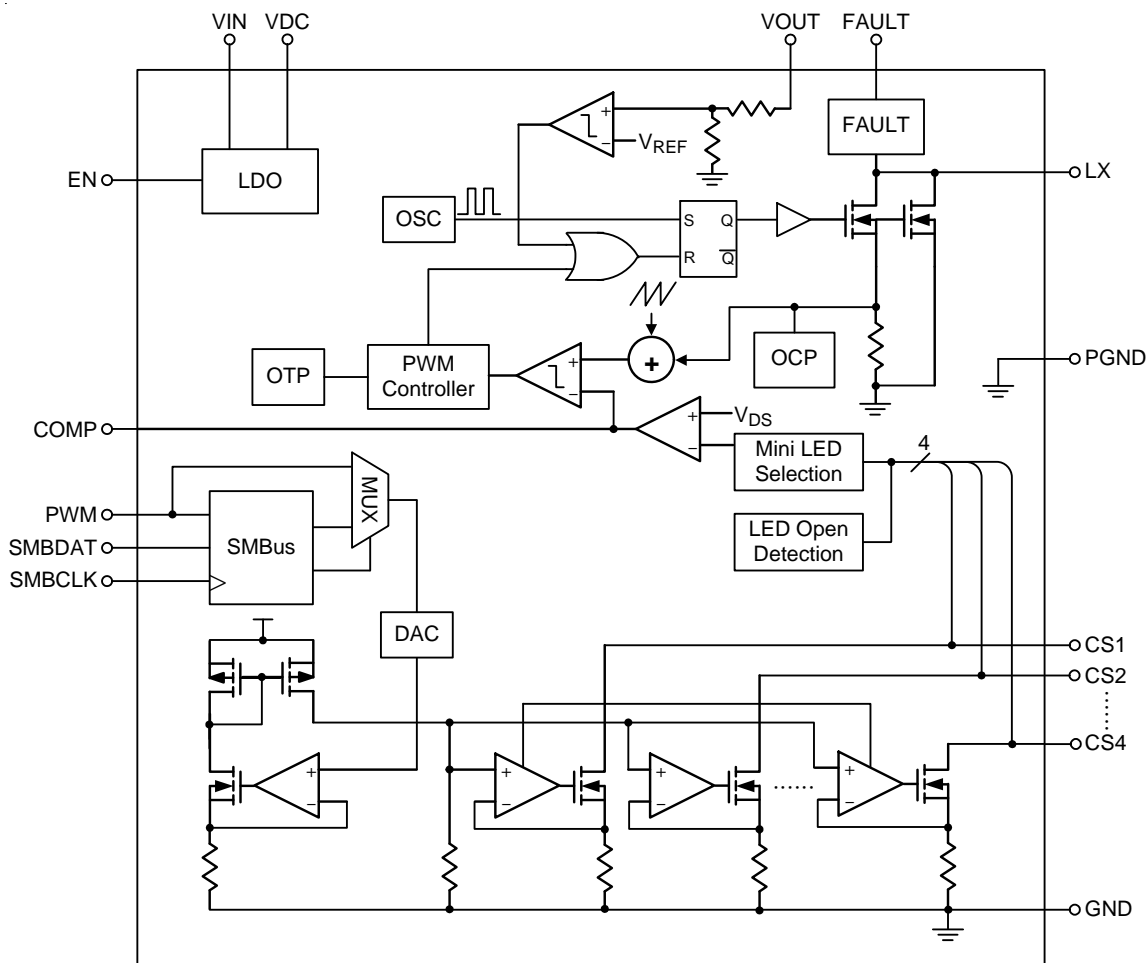 VIN VDC VOUT FAULT
FAULT
+
−
VREF
EN
LDO
LX
OSC
S Q
R Q
OTP
PWM
Controller
+
−
+
OCP
PGND
COMP
+
−
VDS
Mini LED
Selection
4
PWM
SMBDAT
SMBCLK
SMBus
MUX
LED Open
Detection
DAC
CS1
CS2
CS4
+
−
+
−
+
−
+
−
GND